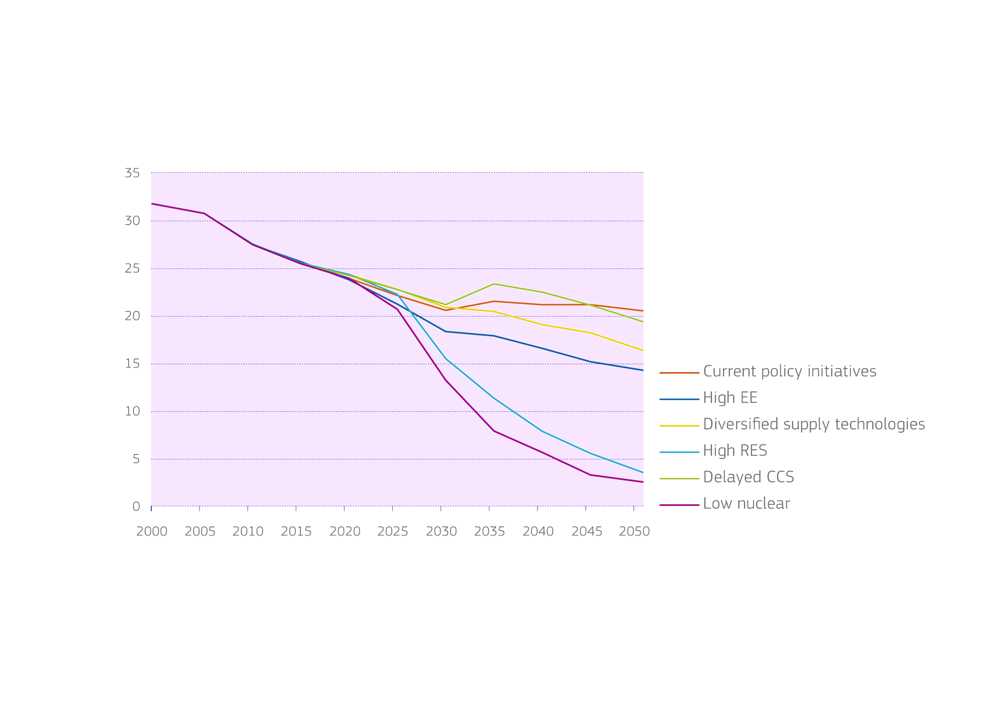 35
30
25
20
15
10
5
0
2000 2005 2010 2015 2020 2025 2030 2035 2040 2045 2050
Current policy initiatives
High EE
Diversified supply technologies
High RES
Delayed CCS
Low nuclear